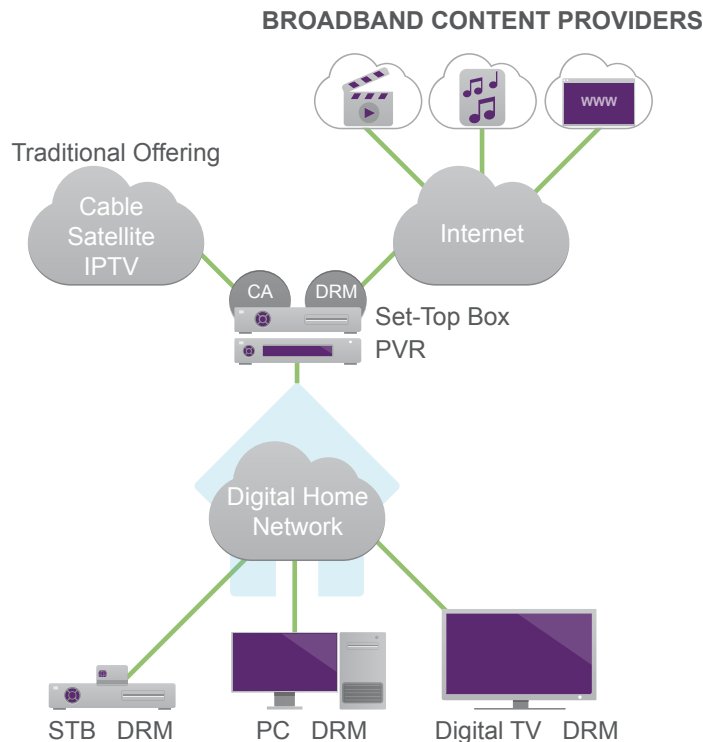 BROADBAND CONTENT PROVIDERS
www
Traditional Offering
Cable
Satellite
IPTV
Internet
CA
DRM
Set-Top Box
PVR
Digital Home
Network
STB DRM
PC DRM
Digital TV DRM